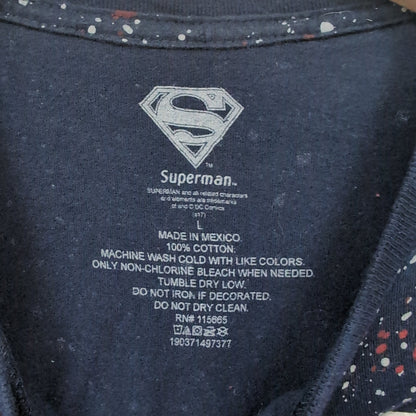 S
Superman™
SUPERMAN and all related characters
and elements are trademarks
of and © DC Comics
(s17)
L
MADE IN MEXICO.
100% COTTON.
MACHINE WASH COLD WITH LIKE COLORS.
ONLY NON-CHLORINE BLEACH WHEN NEEDED.
TUMBLE DRY LOW.
DO NOT IRON IF DECORATED.
DO NOT DRY CLEAN.
RN# 115665
190371497377